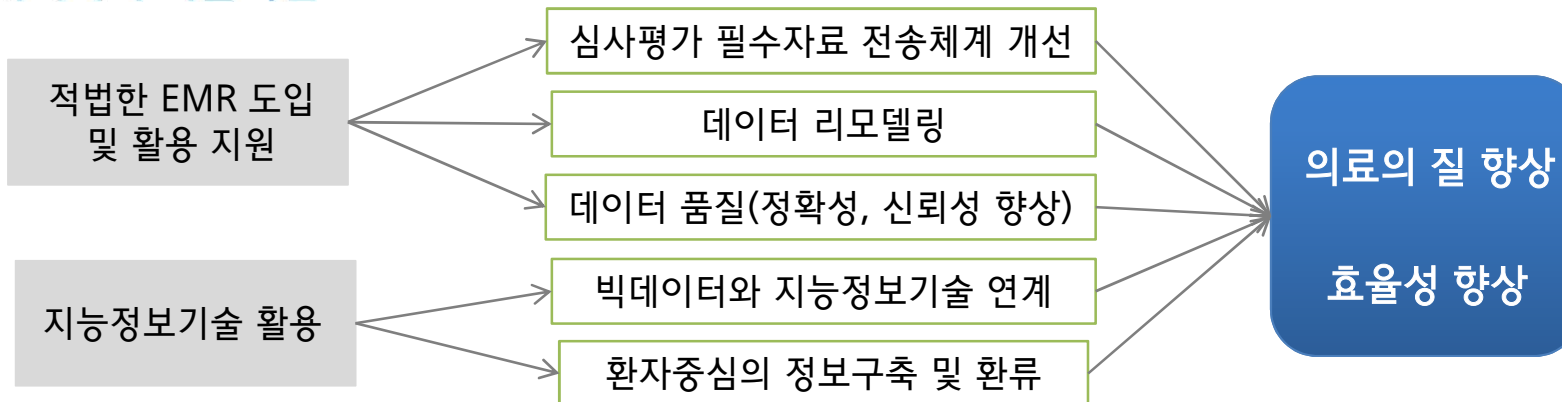 적법한 EMR 도입
및 활용 지원
지능정보기술 활용
심사평가 필수자료 전송체계 개선
데이터 리모델링
데이터 품질(정확성, 신뢰성 향상)
빅데이터와 지능정보기술 연계
환자중심의 정보구축 및 환류
의료의 질 향상
효율성 향상